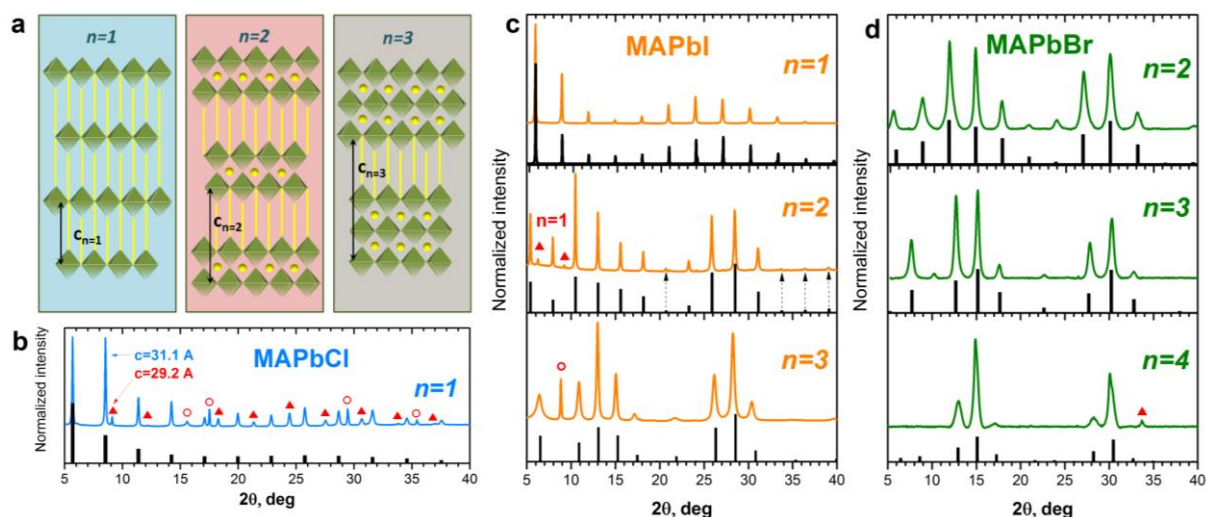 a
n=1
n=2
n=3
cn=1
cn=2
cn=3
b
MAPbCl
n=1
c=31.1 A
c=29.2 A
Normalized intensity
5 10 15 20 25 30 35 40
2θ, deg
c
MAPbI
n=1
n=2
n=1
n=3
Normalized intensity
5 10 15 20 25 30 35 40
2θ, deg
d
MAPbBr
n=2
n=3
n=4
Normalized intensity
5 10 15 20 25 30 35 40
2θ, deg